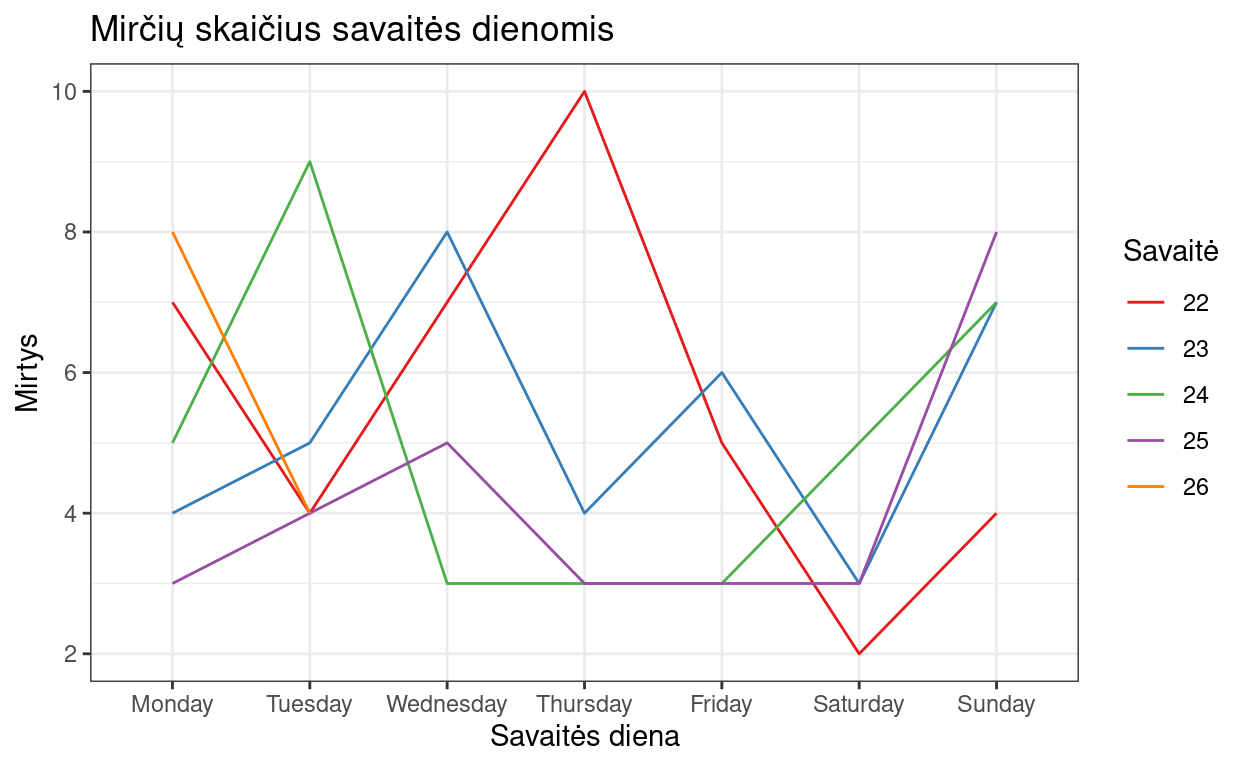 Mirčių skaičius savaitės dienomis
Mirtys
10
8
6
4
2
Monday Tuesday Wednesday Thursday Friday Saturday Sunday
Savaitės diena
Savaitė
22
23
24
25
26